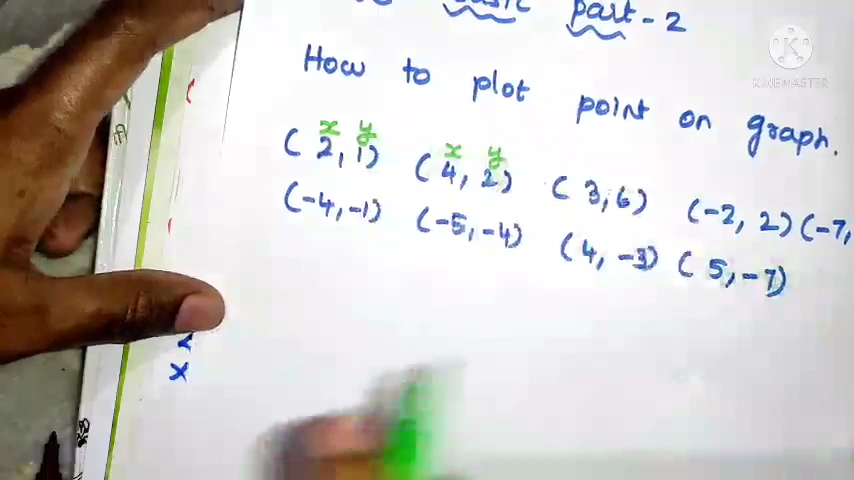 part-2
How to plot point on graph.
x y x y
(2,1) (4,2) (3,6) (-2,2) (-7,
(-4,-1) (-5,-4) (4,-3) (5,-7)
x
KINEMASTER